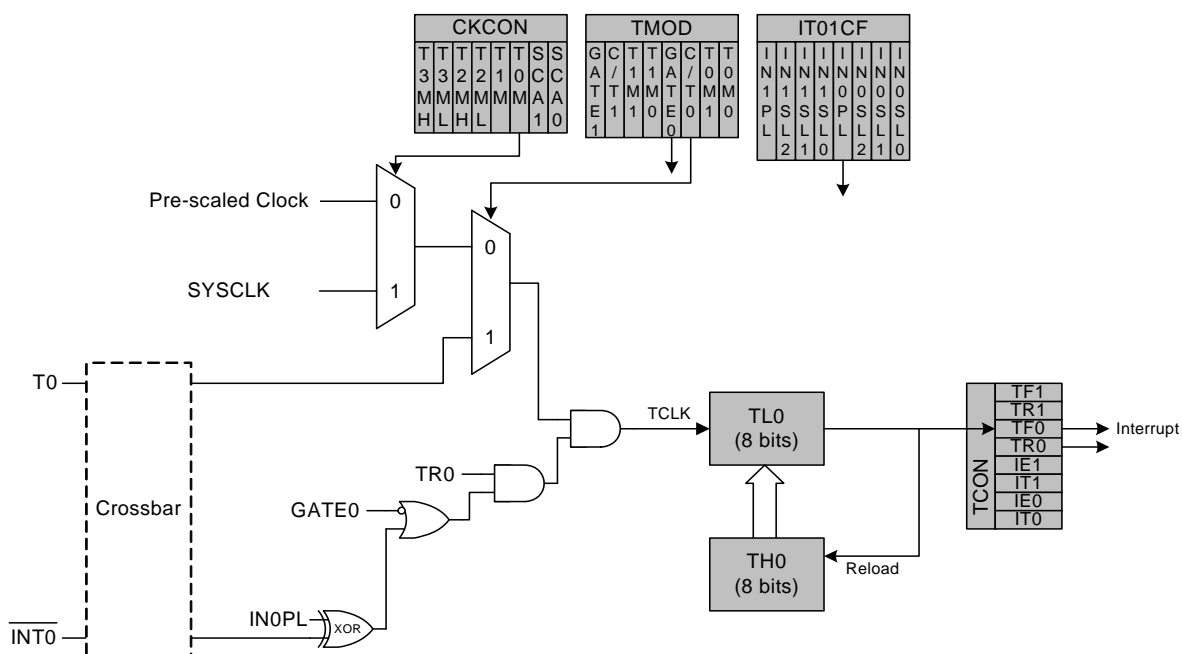 CKCON
T3MH T3ML T2MH T2ML T1M T0M SCA1 SCA0
TMOD
GATE1 C/T1 T1M1 T1M0 GATE0 C/T0 T0M1 T0M0
IT01CF
IN1PL IN1SL2 IN1SL1 IN1SL0 IN0PL IN0SL2 IN0SL1 IN0SL0
Pre-scaled Clock
0
SYSCLK
1
0
1
T0
Crossbar
INT0
GATE0
TR0
IN0PL
XOR
TCLK
TL0
(8 bits)
TH0
(8 bits)
Reload
TCON
TF1
TR1
TF0
TR0
IE1
IT1
IE0
IT0
Interrupt